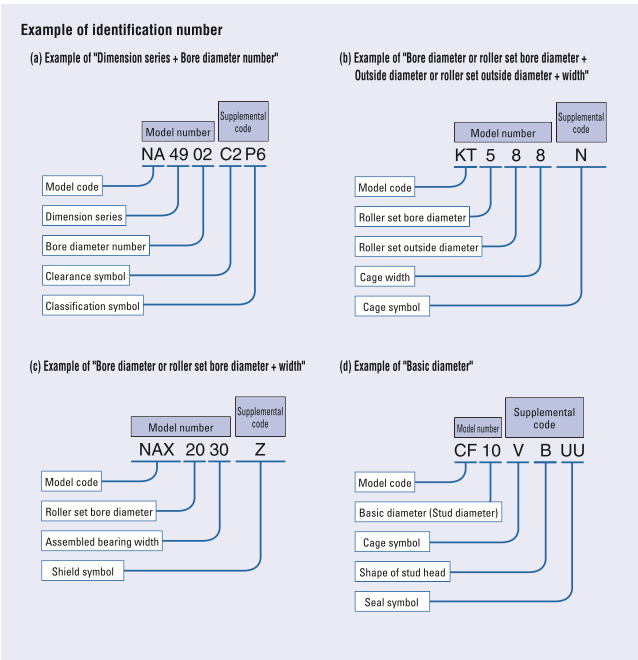 Example of identification number
(a) Example of "Dimension series + Bore diameter number"
Model number
Supplemental
code
NA 49 02 C2 P6
Model code
Dimension series
Bore diameter number
Clearance symbol
Classification symbol
(b) Example of "Bore diameter or roller set bore diameter +
Outside diameter or roller set outside diameter + width"
Model number
Supplemental
code
KT 5 8 8 N
Model code
Roller set bore diameter
Roller set outside diameter
Cage width
Cage symbol
(c) Example of "Bore diameter or roller set bore diameter + width"
Model number
Supplemental
code
NAX 20 30 Z
Model code
Roller set bore diameter
Assembled bearing width
Shield symbol
(d) Example of "Basic diameter"
Model number
Supplemental
code
CF 10 V B UU
Model code
Basic diameter (Stud diameter)
Cage symbol
Shape of stud head
Seal symbol